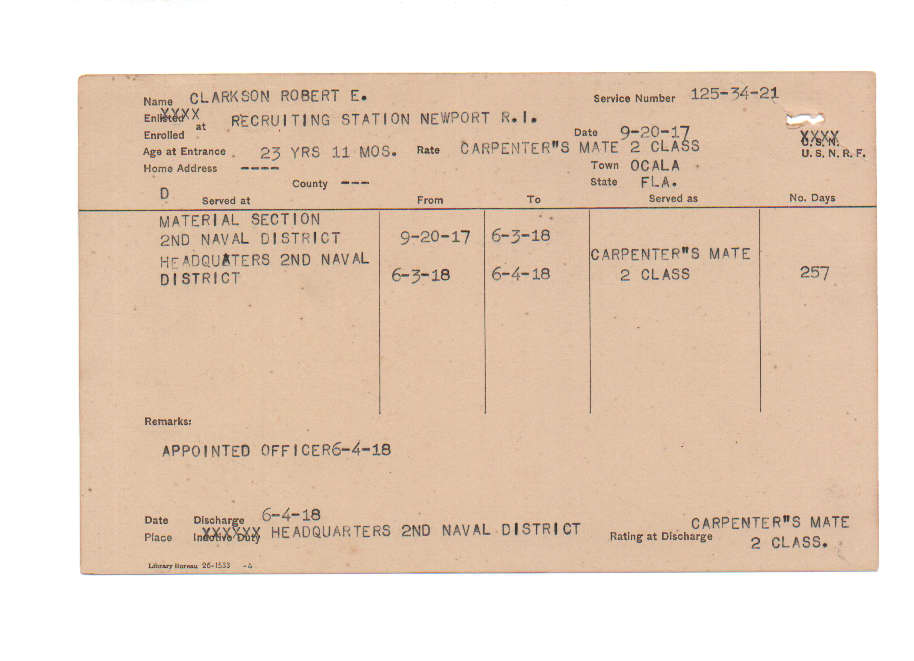 Name CLARKSON ROBERT E. Service Number 125-34-21
Enlisted XXXX at RECRUITING STATION NEWPORT R.I.
Enrolled Date 9-20-17 XXXX U.S.N.
Age at Entrance . 23 YRS 11 MOS. Rate CARPENTER"S MATE 2 CLASS U. S. N. R. F.
Home Address ---- Town OCALA
County --- State FLA.
D
Served at From To Served as No. Days
MATERIAL SECTION
2ND NAVAL DISTRICT 9-20-17 6-3-18
HEADQUATERS 2ND NAVAL CARPENTER"S MATE
DISTRICT 6-3-18 6-4-18 2 CLASS 257
Remarks:
APPOINTED OFFICER6-4-18
Date Discharge 6-4-18
Place Inactive Duty XXXXXX HEADQUARTERS 2ND NAVAL DISTRICT Rating at Discharge CARPENTER"S MATE
2 CLASS.
Library Bureau 26-1533 -4